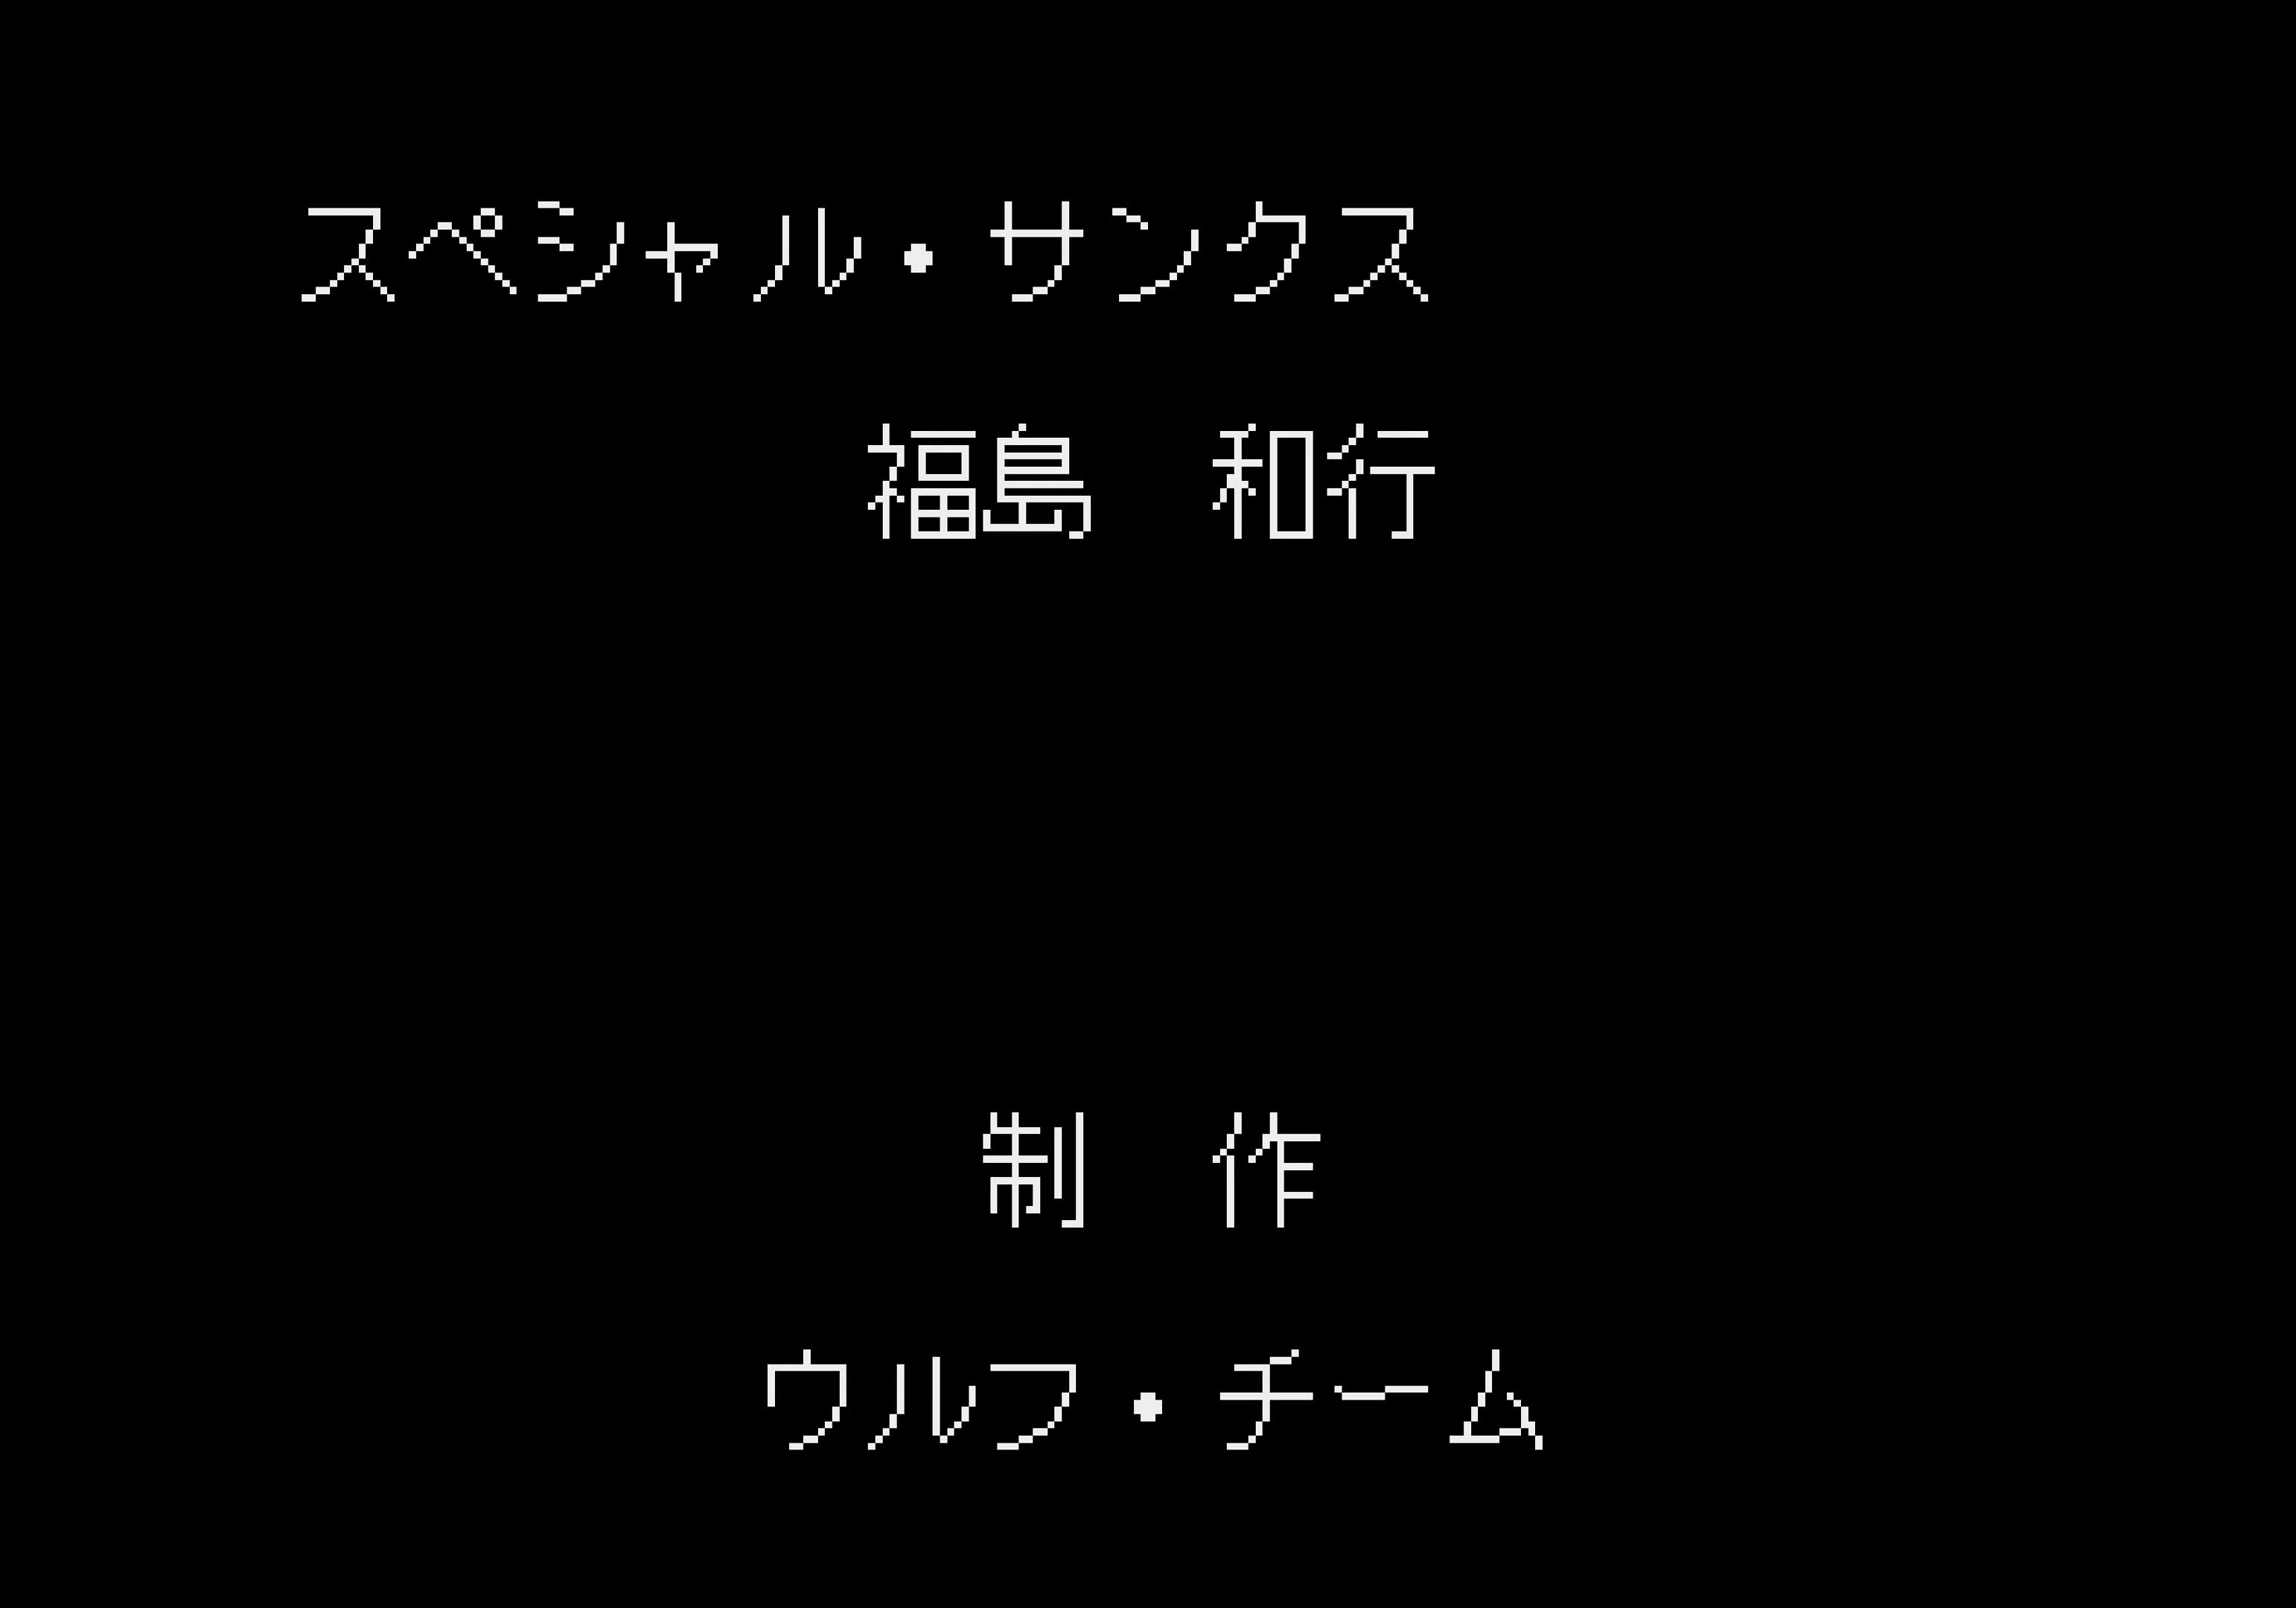 スペシャル・サンクス
福島　和行
制　作
ウルフ・チーム